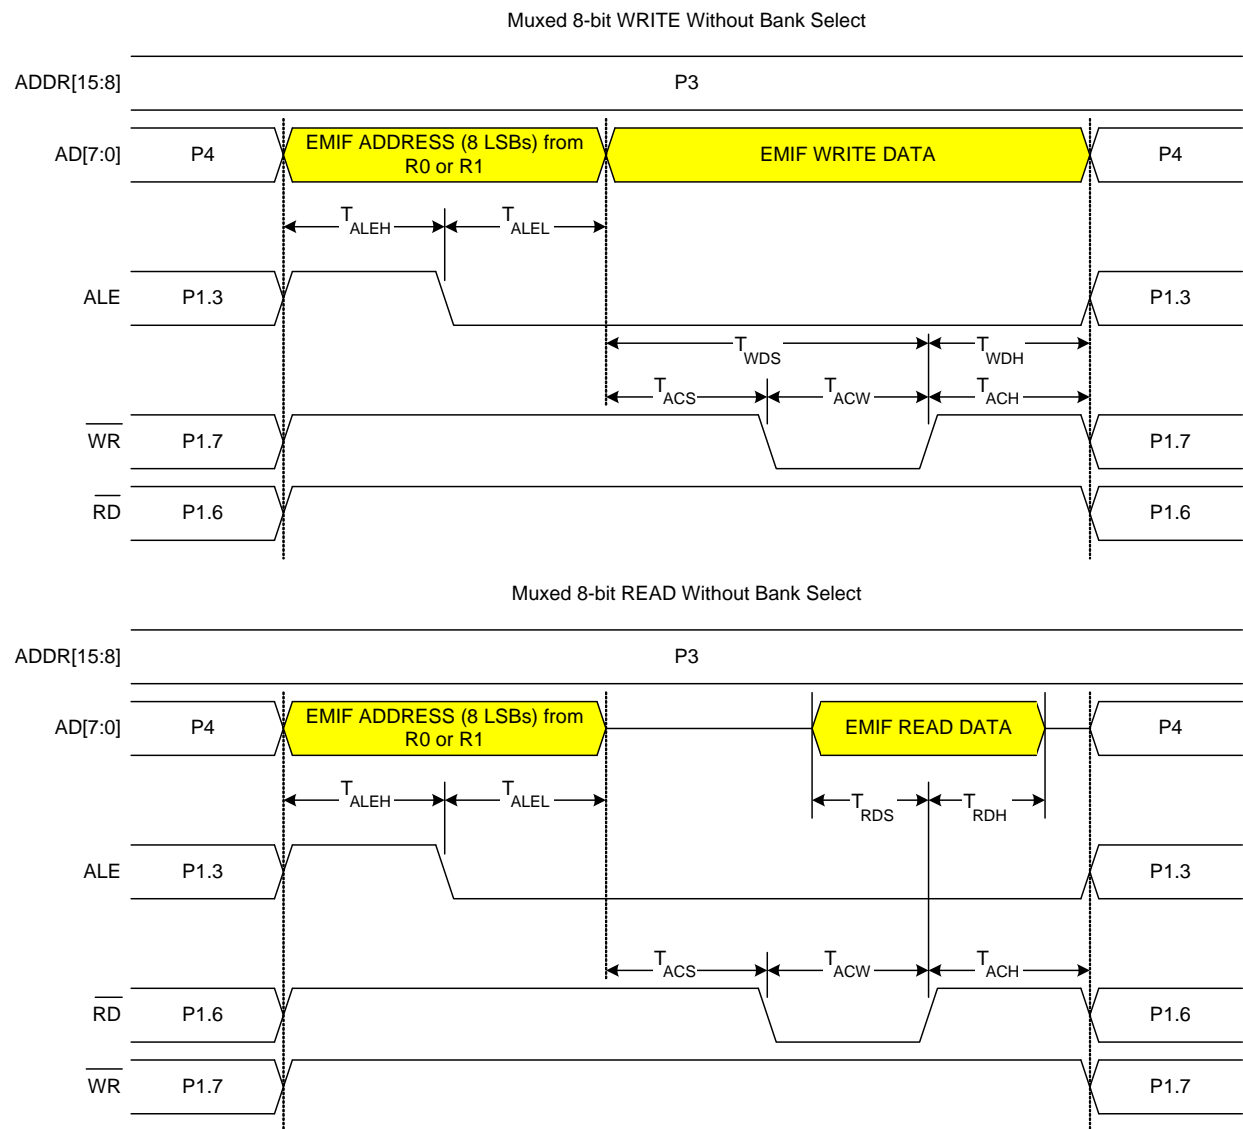 Muxed 8-bit WRITE Without Bank Select
ADDR[15:8] P3
AD[7:0] P4 EMIF ADDRESS (8 LSBs) from R0 or R1 EMIF WRITE DATA P4
TALEH TALEL
ALE P1.3 P1.3
TWDS TWDH
TACS TACW TACH
WR P1.7 P1.7
RD P1.6 P1.6
Muxed 8-bit READ Without Bank Select
ADDR[15:8] P3
AD[7:0] P4 EMIF ADDRESS (8 LSBs) from R0 or R1 EMIF READ DATA P4
TALEH TALEL TRDS TRDH
ALE P1.3 P1.3
TACS TACW TACH
RD P1.6 P1.6
WR P1.7 P1.7